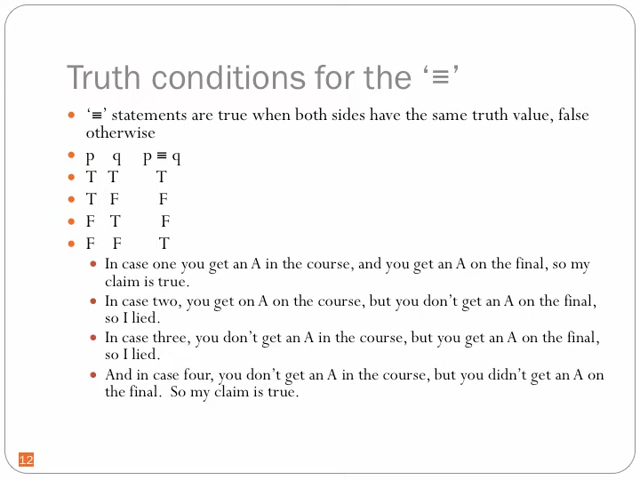 Truth conditions for the ‘≡’
‘≡’ statements are true when both sides have the same truth value, false
otherwise
p q p ≡ q
T T T
T F F
F T F
F F T
In case one you get an A in the course, and you get an A on the final, so my
claim is true.
In case two, you get on A on the course, but you don’t get an A on the final,
so I lied.
In case three, you don’t get an A in the course, but you get an A on the final,
so I lied.
And in case four, you don’t get an A in the course, but you didn’t get an A on
the final. So my claim is true.
12